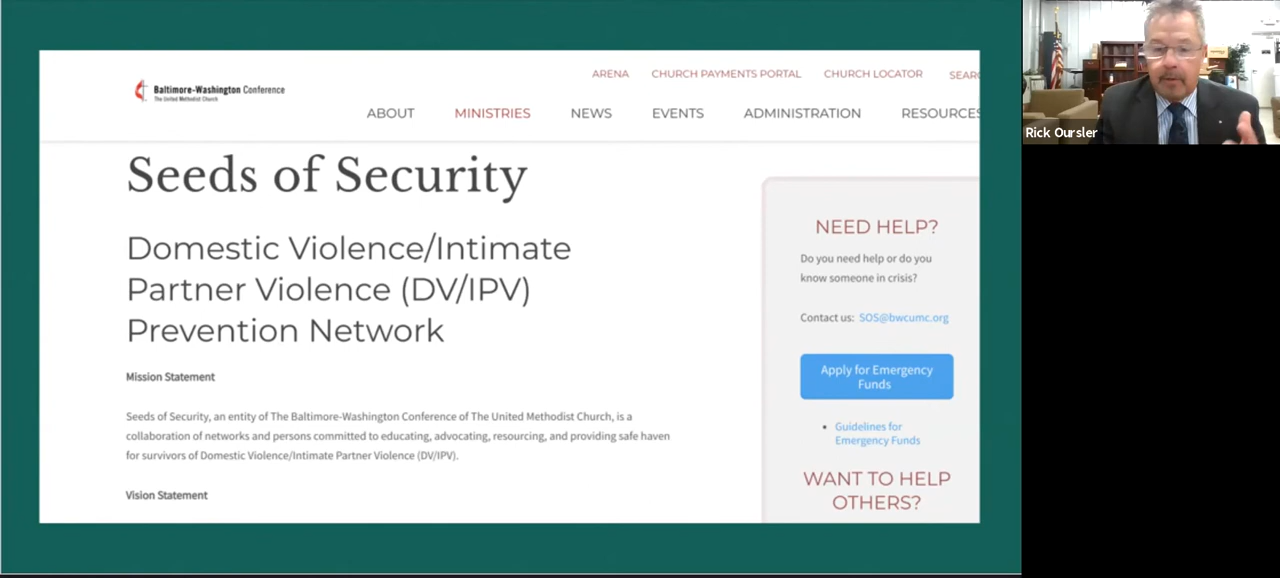 Baltimore-Washington Conference
The United Methodist Church
ARENA CHURCH PAYMENTS PORTAL CHURCH LOCATOR SEARC
ABOUT MINISTRIES NEWS EVENTS ADMINISTRATION RESOURCES
Seeds of Security
Domestic Violence/Intimate
Partner Violence (DV/IPV)
Prevention Network
Mission Statement
Seeds of Security, an entity of The Baltimore-Washington Conference of The United Methodist Church, is a
collaboration of networks and persons committed to educating, advocating, resourcing, and providing safe haven
for survivors of Domestic Violence/Intimate Partner Violence (DV/IPV).
Vision Statement
NEED HELP?
Do you need help or do you
know someone in crisis?
Contact us: SOS@bwcumc.org
Apply for Emergency
Funds
• Guidelines for
Emergency Funds
WANT TO HELP
OTHERS?
Rick Oursler